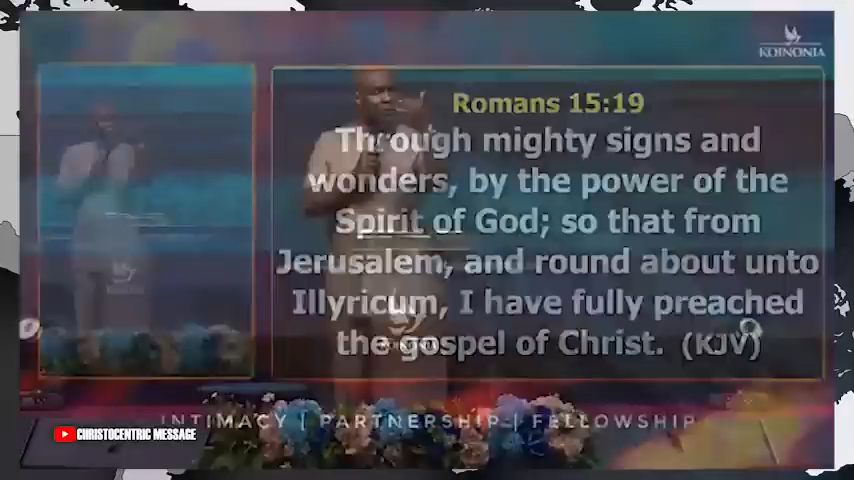 KOINONIA
Romans 15:19
Through mighty signs and
wonders, by the power of the
Spirit of God; so that from
Jerusalem, and round about unto
Illyricum, I have fully preached
the gospel of Christ. (KJV)
INTIMACY | PARTNERSHIP | FELLOWSHIP
CHRISTOCENTRIC MESSAGE